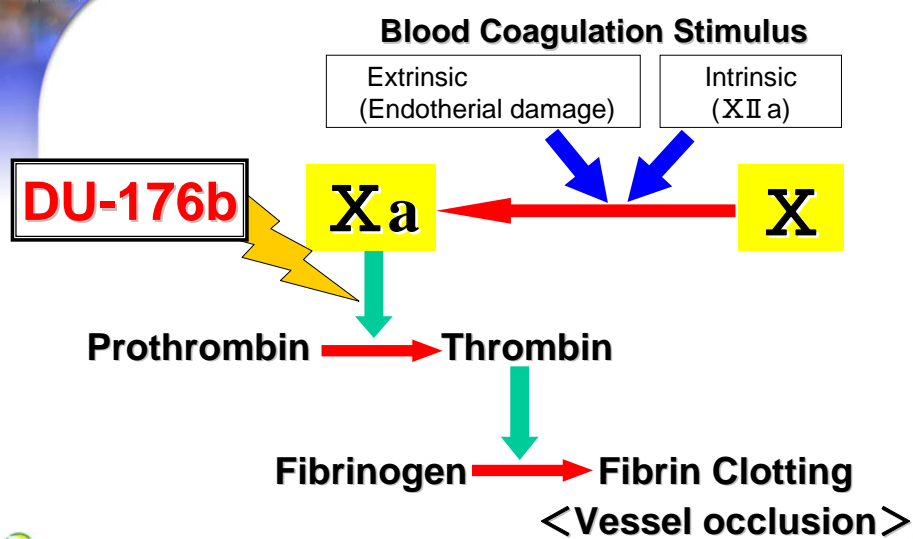 Blood Coagulation Stimulus
Extrinsic
(Endotherial damage)
Intrinsic
(ⅩⅡa)
DU-176b
Ⅹa
Ⅹ
Prothrombin
Thrombin
Fibrinogen
Fibrin Clotting
＜Vessel occlusion＞